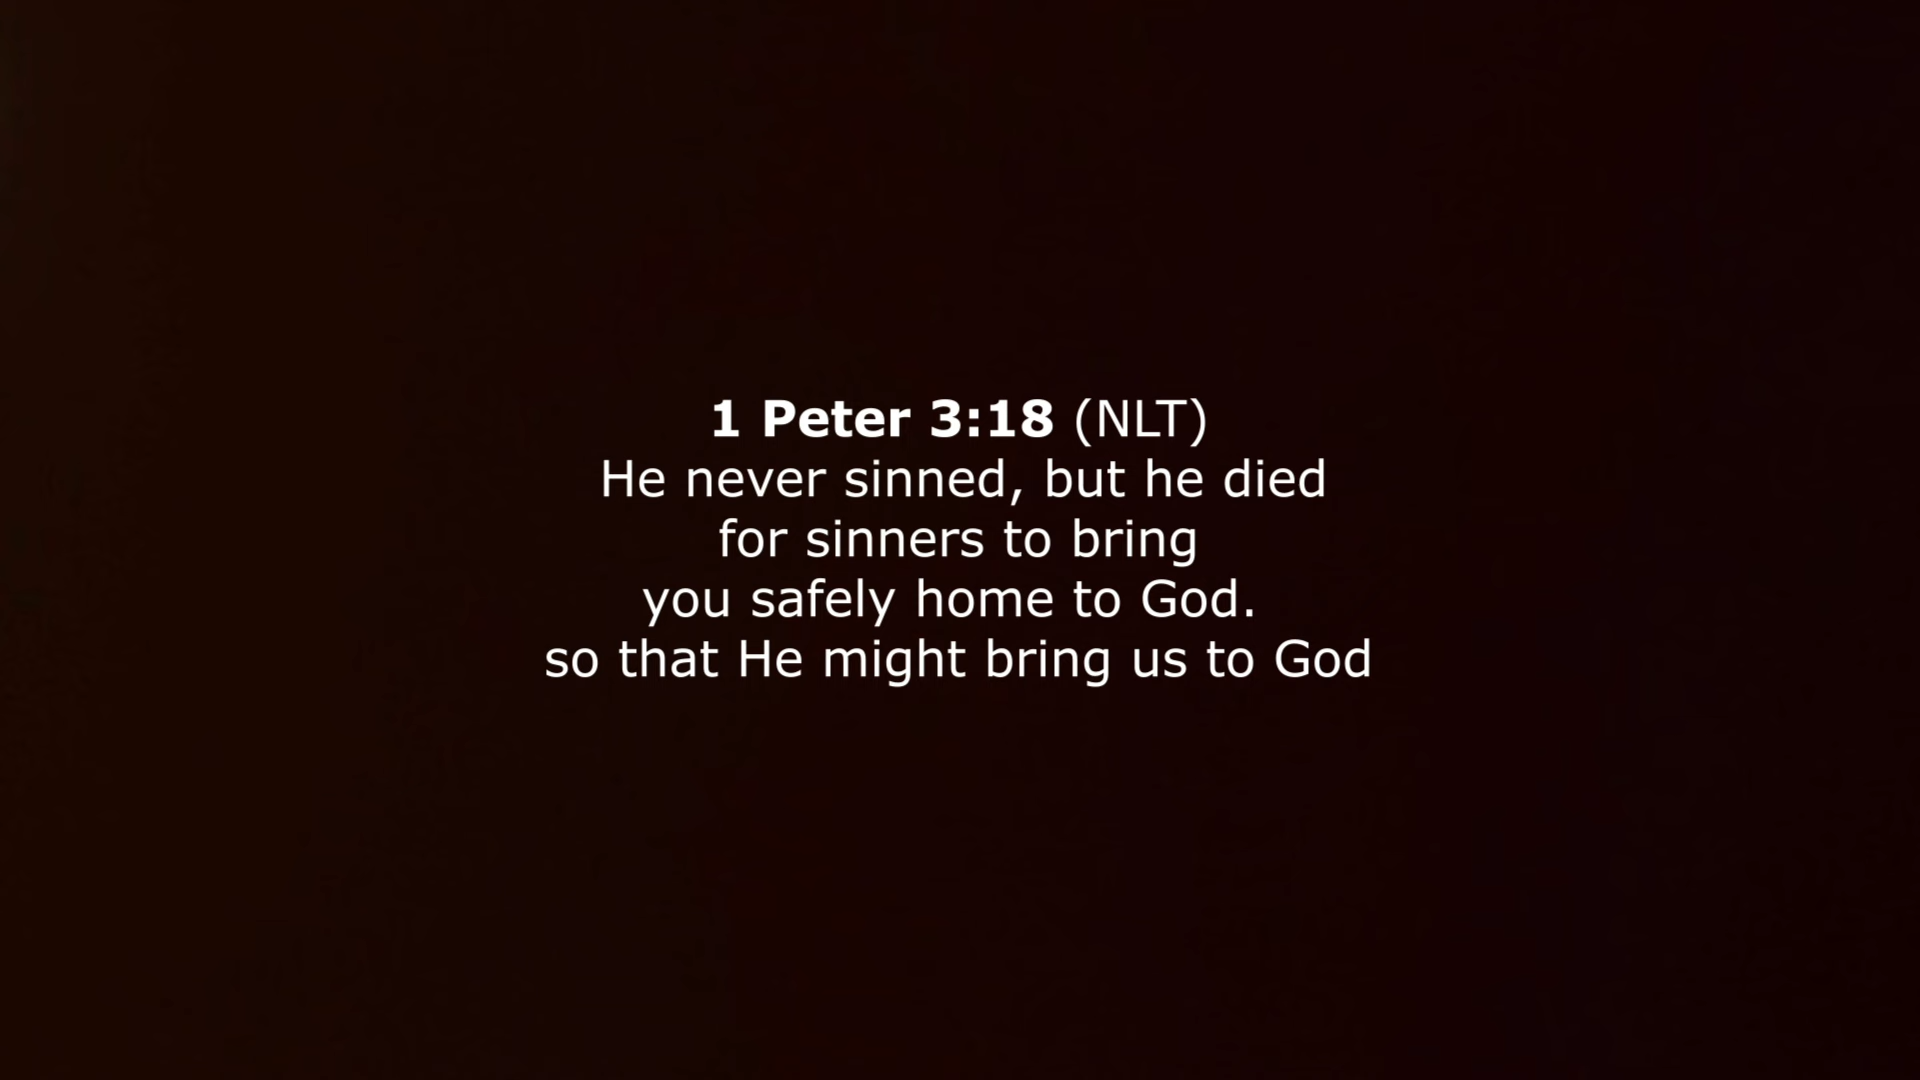 1 Peter 3:18 (NLT)
He never sinned, but he died
for sinners to bring
you safely home to God.
so that He might bring us to God